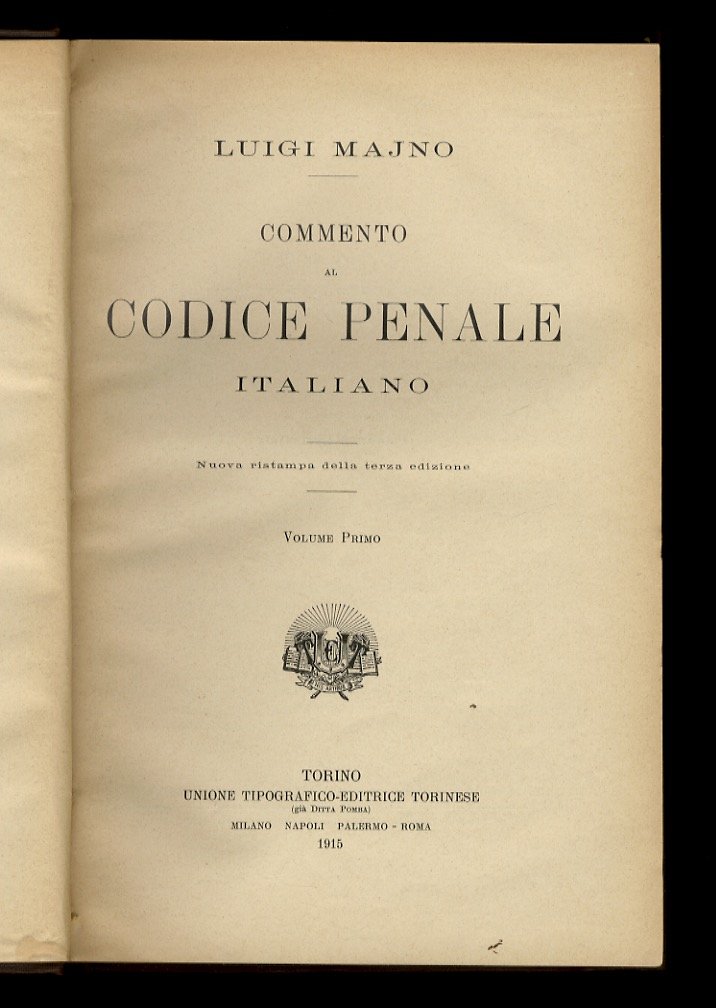 LUIGI MAJNO
COMMENTO
AL
CODICE PENALE
ITALIANO
Nuova ristampa della terza edizione
VOLUME PRIMO
TORINO
UNIONE TIPOGRAFICO-EDITRICE TORINESE
(già DITTA POMBA)
MILANO NAPOLI PALERMO - ROMA
1915